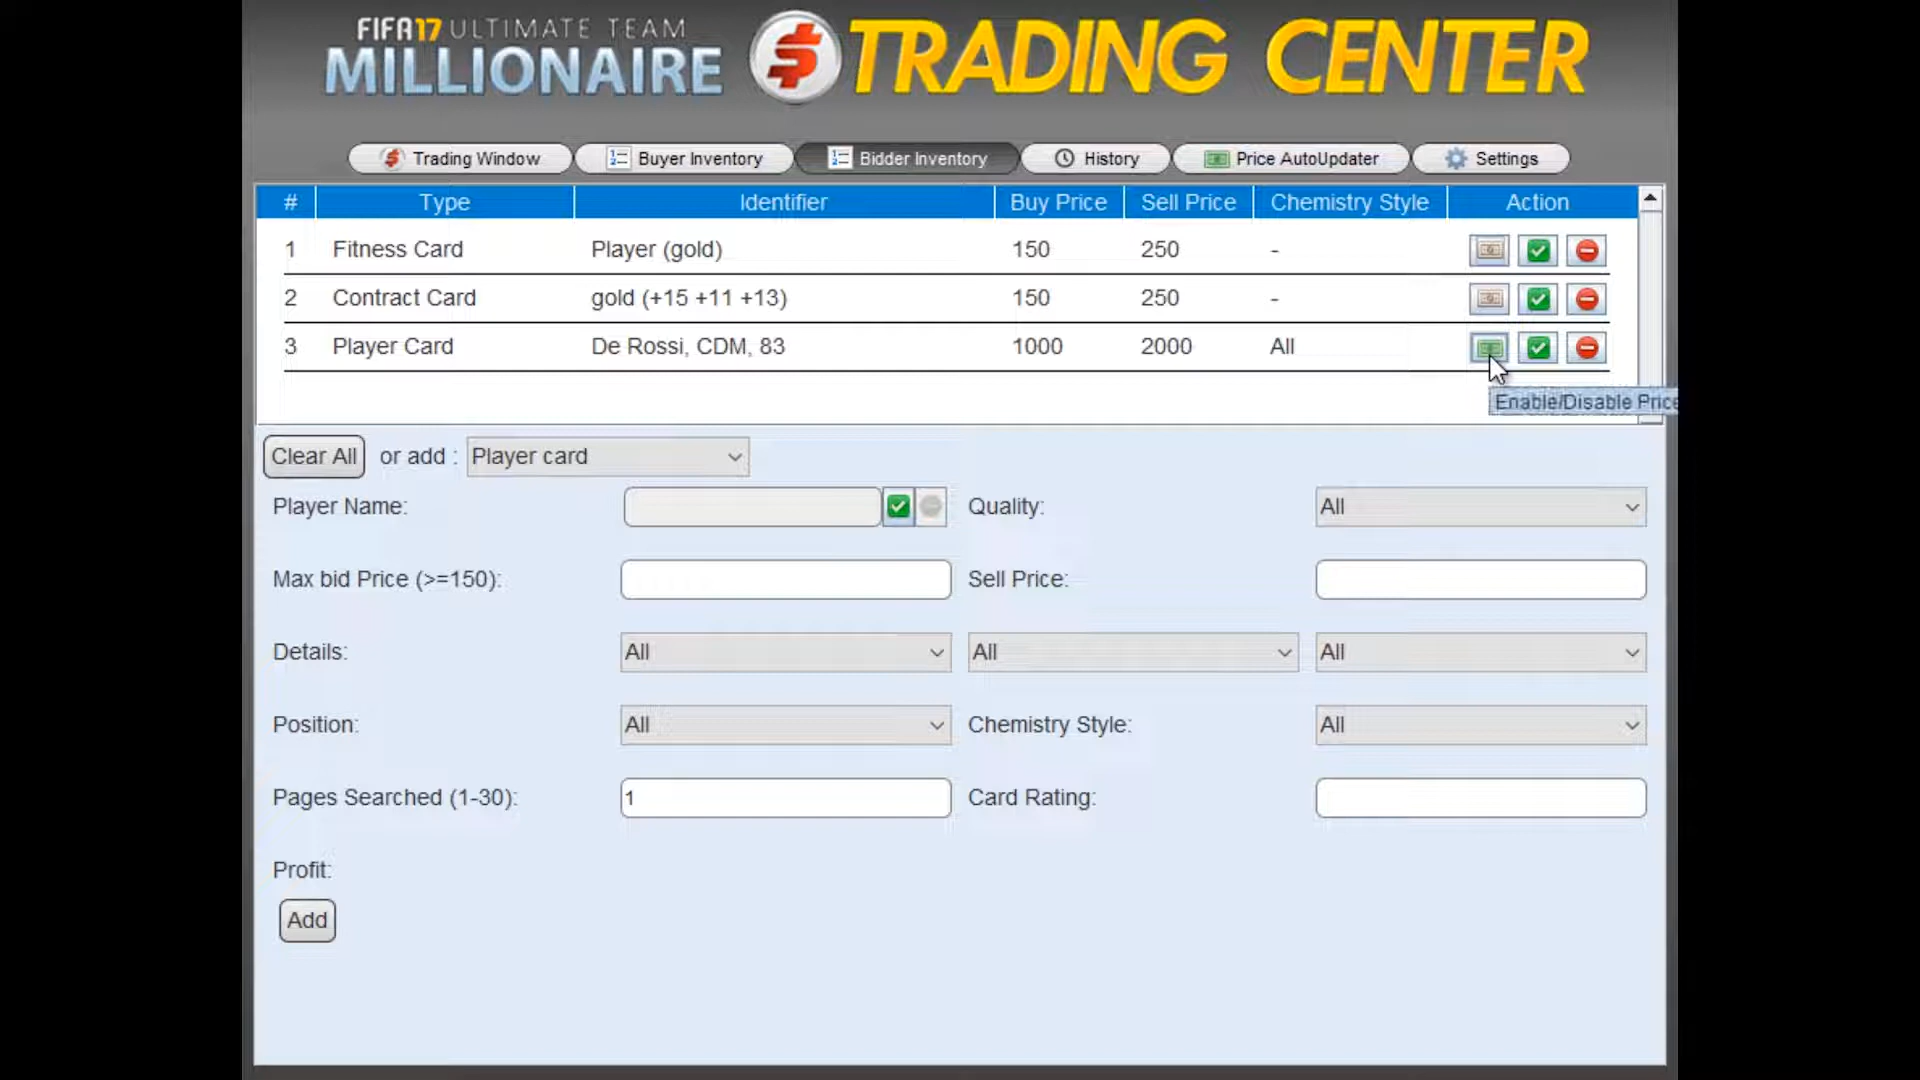 FIFA17 ULTIMATE TEAM
MILLIONAIRE
$ TRADING CENTER
Trading Window Buyer Inventory Bidder Inventory History Price AutoUpdater Settings
# Type Identifier Buy Price Sell Price Chemistry Style Action
1 Fitness Card Player (gold) 150 250 -
2 Contract Card gold (+15 +11 +13) 150 250 -
3 Player Card De Rossi, CDM, 83 1000 2000 All
Enable/Disable Price
Clear All or add : Player card
Player Name: Quality: All
Max bid Price (>=150): Sell Price:
Details: All All All
Position: All Chemistry Style: All
Pages Searched (1-30): 1 Card Rating:
Profit:
Add